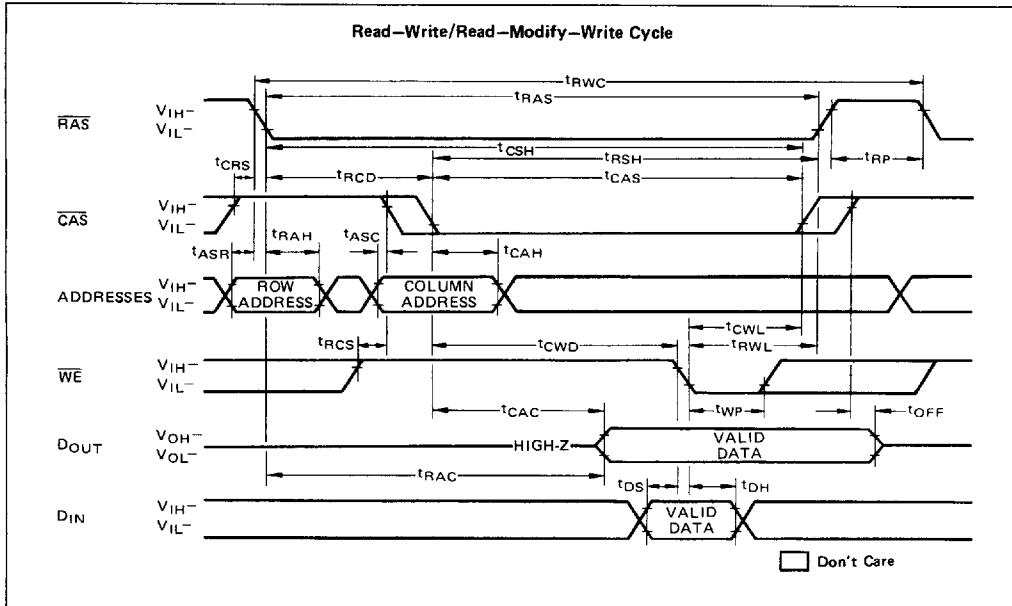 Read–Write/Read–Modify–Write Cycle
tRWC
tRAS
RAS
VIH–
VIL–
tCSH
tRSH
tRP
tCRS
tRCD
tCAS
CAS
VIH–
VIL–
tASR
tRAH
tASC
tCAH
ADDRESSES
VIH–
VIL–
ROW
ADDRESS
COLUMN
ADDRESS
tCWL
tRCS
tCWD
tRWL
WE
VIH–
VIL–
tCAC
tWP
tOFF
DOUT
VOH–
VOL–
HIGH-Z
VALID
DATA
tRAC
tDS
tDH
DIN
VIH–
VIL–
VALID
DATA
Don't Care